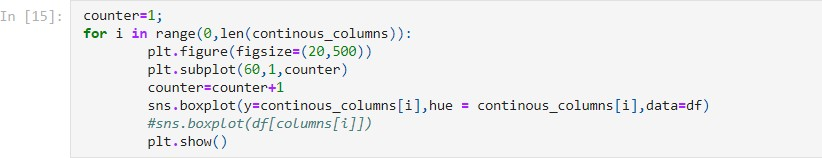 In [15]: counter=1;
for i in range(0,len(continous_columns)):
plt.figure(figsize=(20,500))
plt.subplot(60,1,counter)
counter=counter+1
sns.boxplot(y=continous_columns[i],hue = continous_columns[i],data=df)
#sns.boxplot(df[columns[i]])
plt.show()